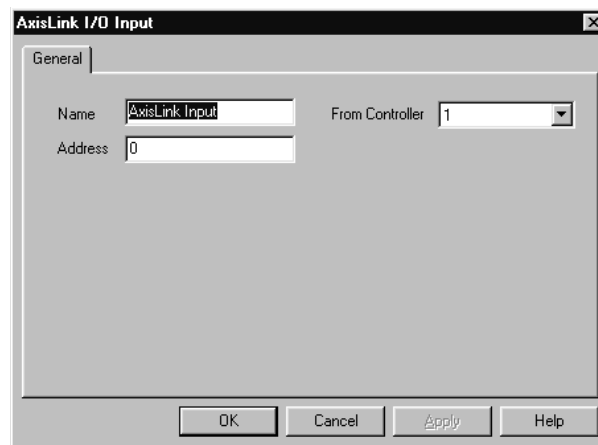 AxisLink I/O Input
General
Name AxisLink Input From Controller 1
Address 0
OK Cancel Apply Help